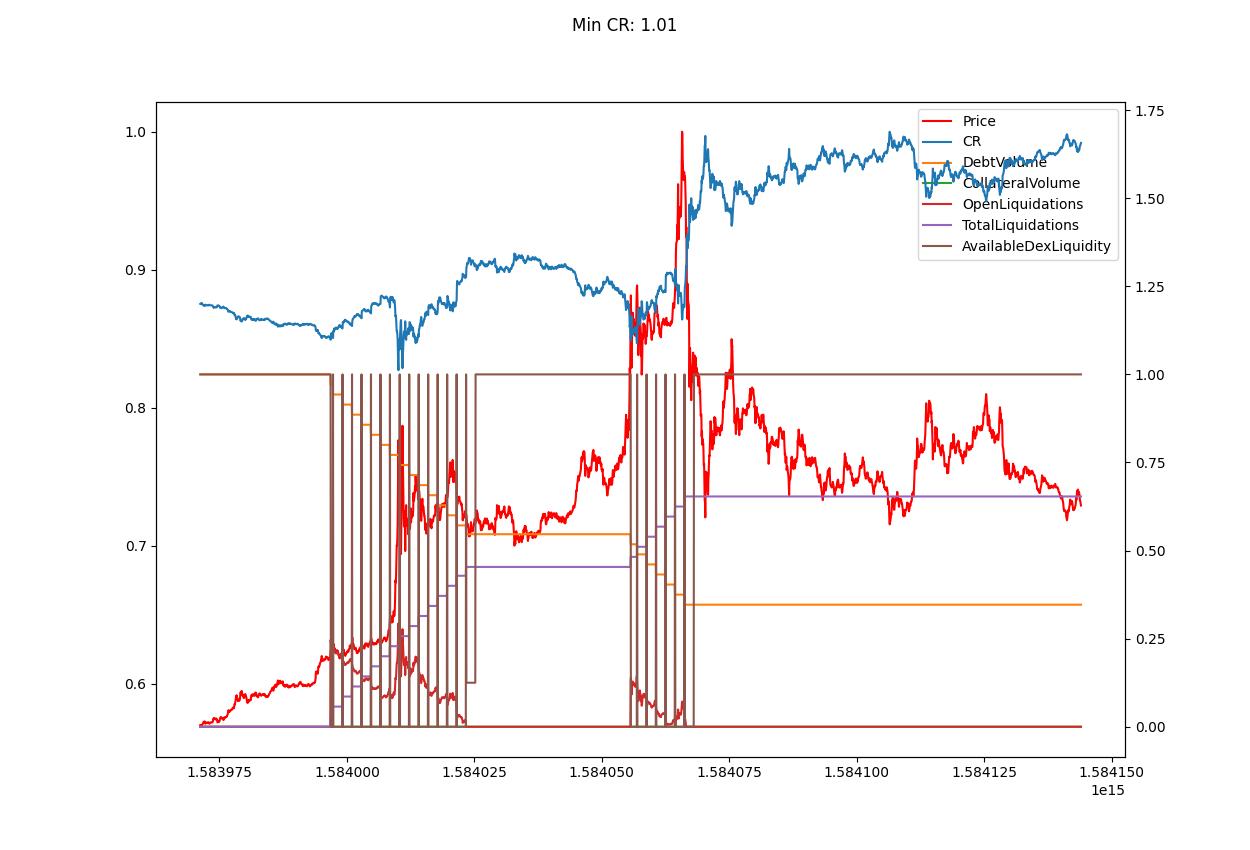 Min CR: 1.01
1.0
0.9
0.8
0.7
0.6
1.75
1.50
1.25
1.00
0.75
0.50
0.25
0.00
Price
CR
DebtVolume
CollateralVolume
OpenLiquidations
TotalLiquidations
AvailableDexLiquidity
1.583975 1.584000 1.584025 1.584050 1.584075 1.584100 1.584125 1.584150
1e15